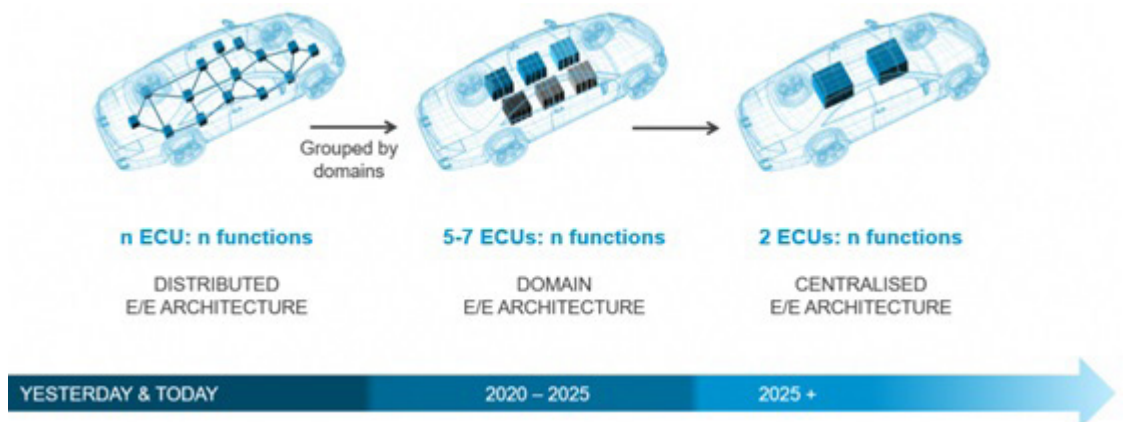 Grouped by
domains
n ECU: n functions
5-7 ECUs: n functions
2 ECUs: n functions
DISTRIBUTED
E/E ARCHITECTURE
DOMAIN
E/E ARCHITECTURE
CENTRALISED
E/E ARCHITECTURE
YESTERDAY & TODAY
2020 – 2025
2025 +